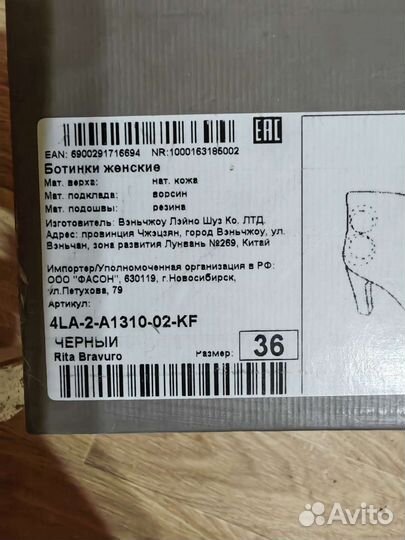 EAC
EAN: 6900291716694 NR:1000163185002
Ботинки женские
Мат. верха: нат. кожа
Мат. подклада: ворсин
Мат. подошвы: резина
Изготовитель: Вэньчжоу Лэйно Шуз Ко. ЛТД.
Адрес: провинция Чжэцзян, город Вэньчжоу, ул.
Вэньчан, зона развития Лунвань №269, Китай
Импортер/Уполномоченная организация в РФ:
ООО "ФАСОН", 630119, г.Новосибирск,
ул.Петухова, 79
Артикул:
4LA-2-A1310-02-KF
ЧЕРНЫЙ
Rita Bravuro Размер: 36
Avito